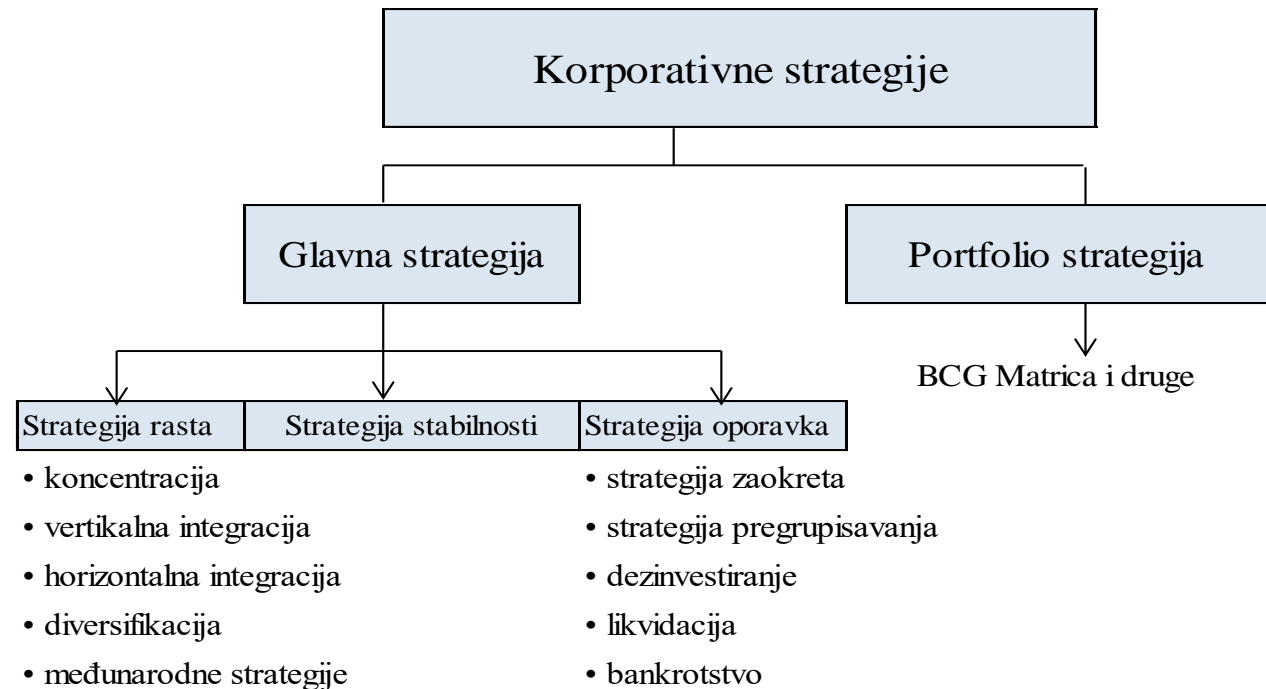 Korporativne strategije
Glavna strategija
Portfolio strategija
BCG Matrica i druge
Strategija rasta
Strategija stabilnosti
Strategija oporavka
• koncentracija
• vertikalna integracija
• horizontalna integracija
• diversifikacija
• međunarodne strategije
• strategija zaokreta
• strategija pregrupisavanja
• dezinvestiranje
• likvidacija
• bankrotstvo